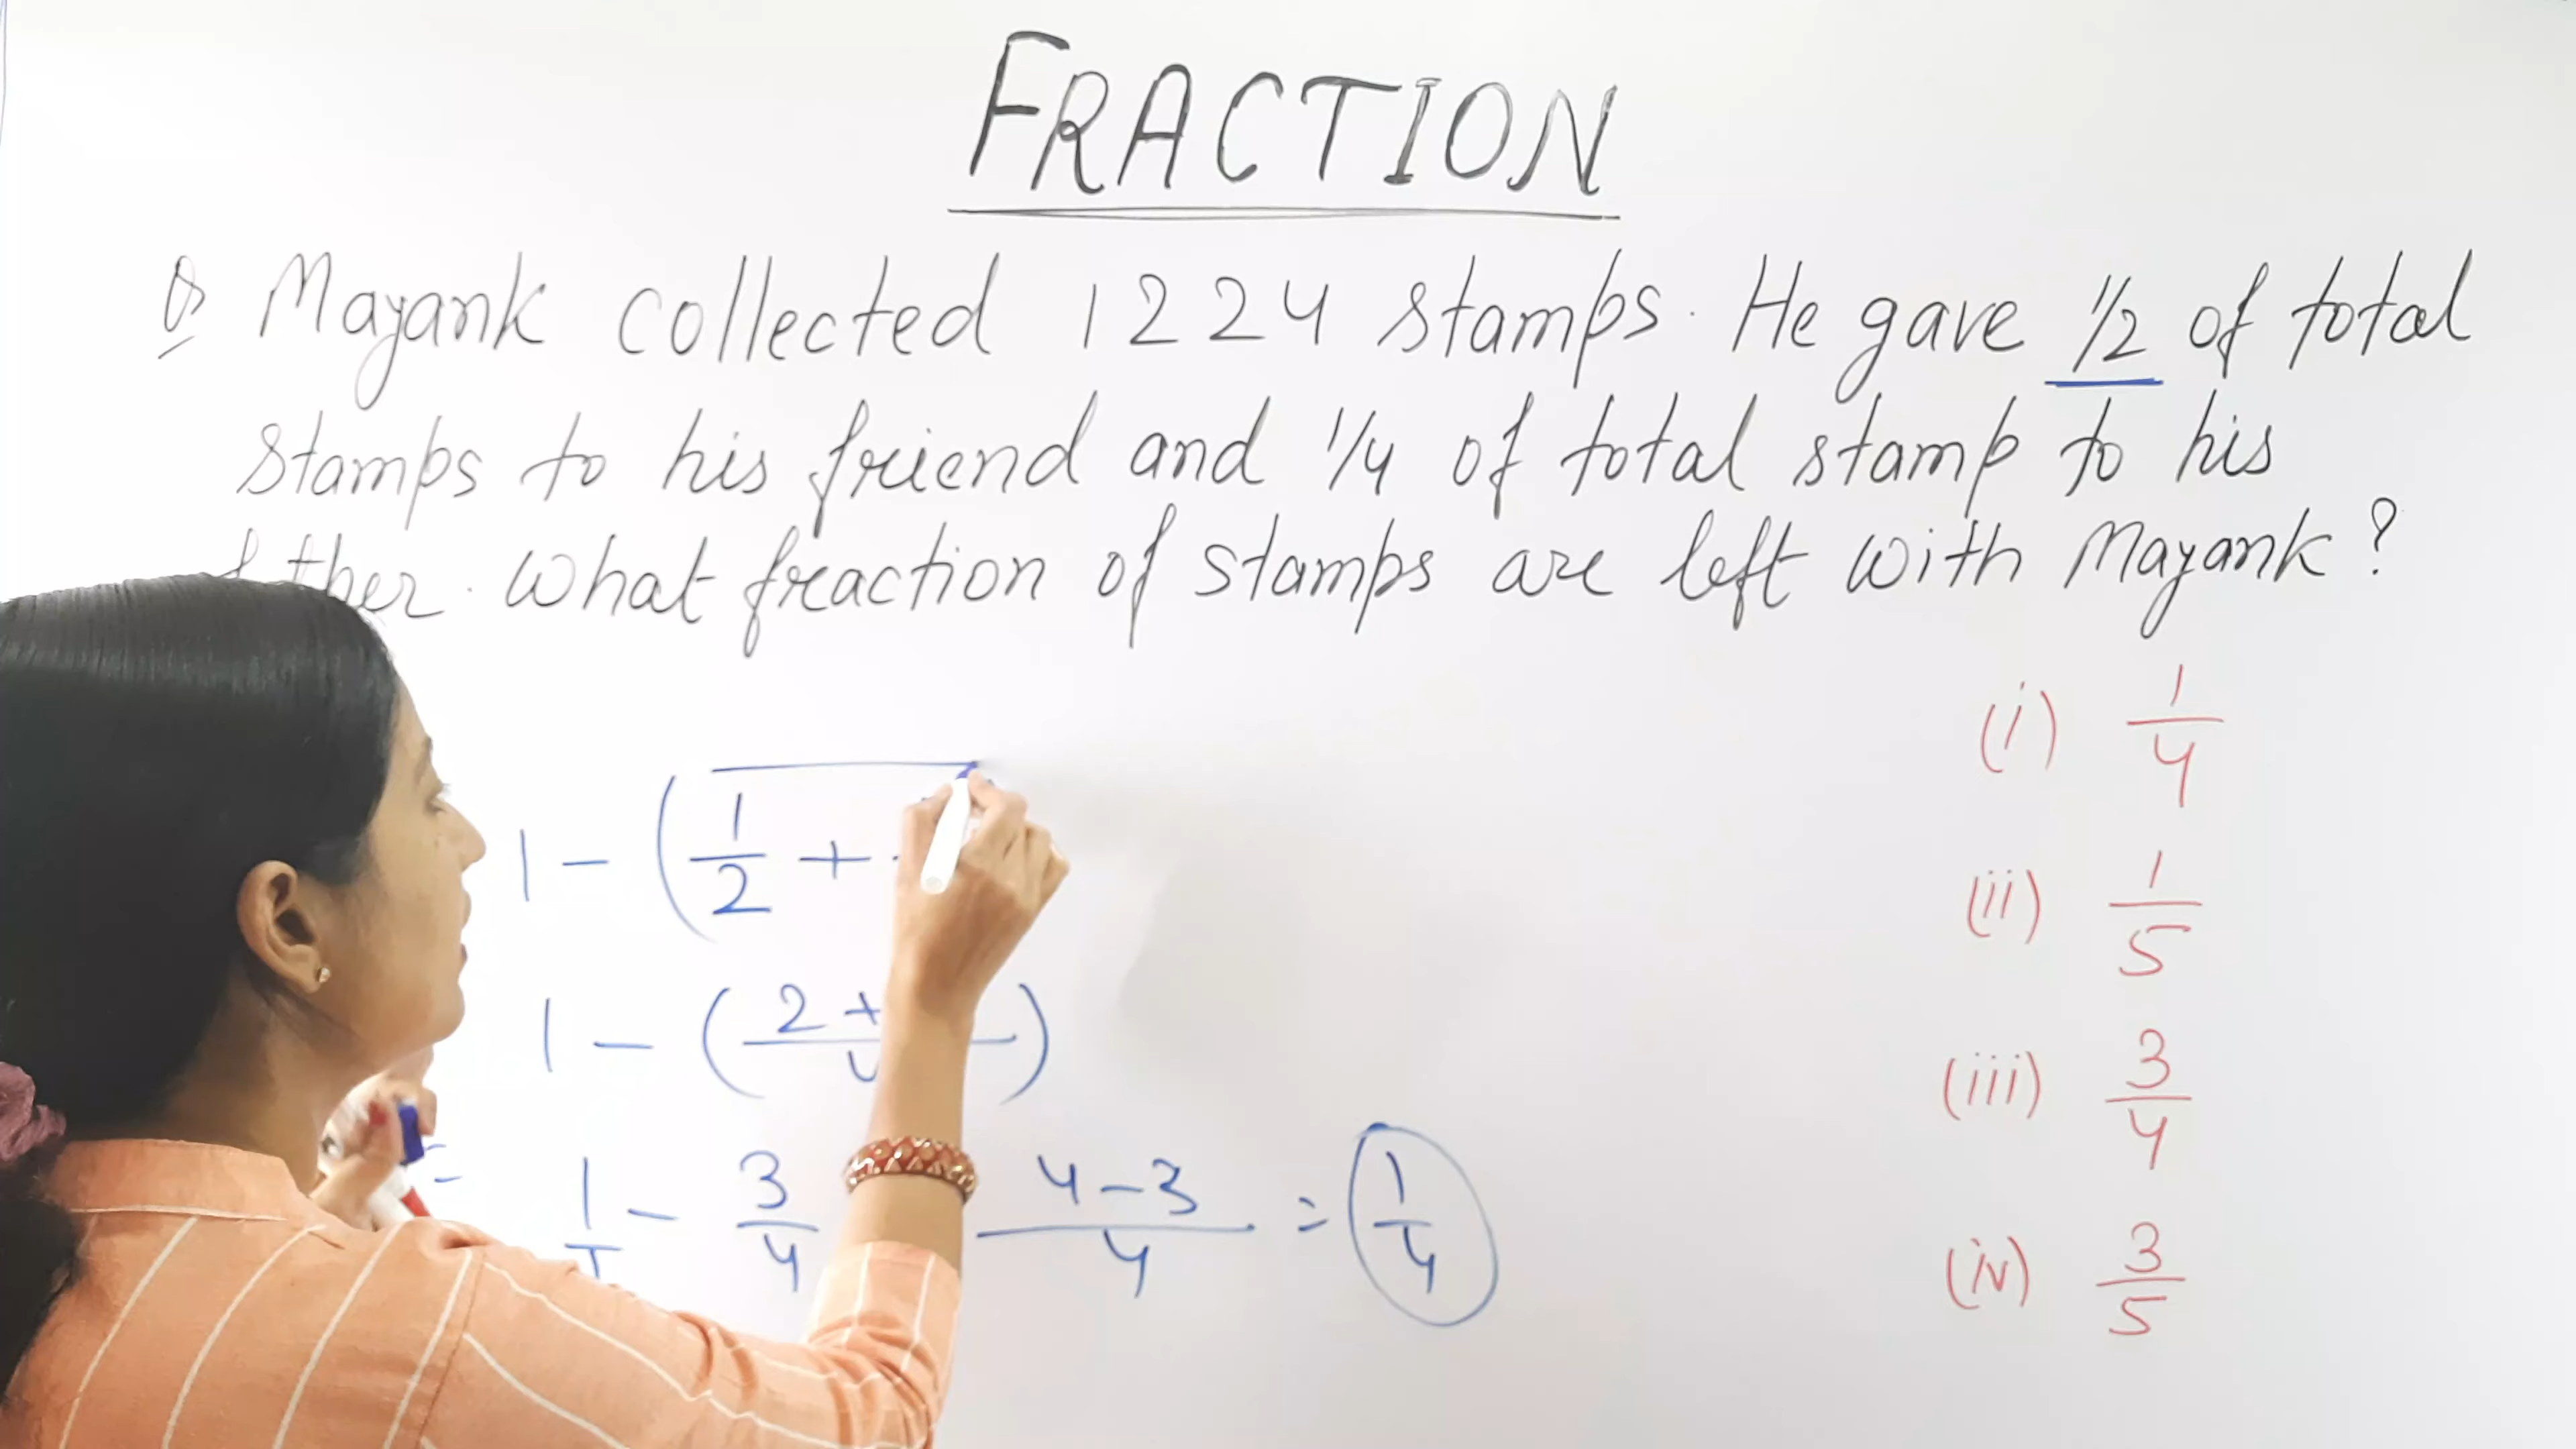 FRACTION
Q Mayank collected 1224 stamps. He gave 1/2 of total
stamps to his friend and 1/4 of total stamp to his
ther. What fraction of stamps are left with Mayank?
1 - ( 1/2 +
1 - ( 2 + )
= 1/1 - 3/4 4-3/4 = 1/4
(i) 1/4
(ii) 1/5
(iii) 3/4
(iv) 3/5